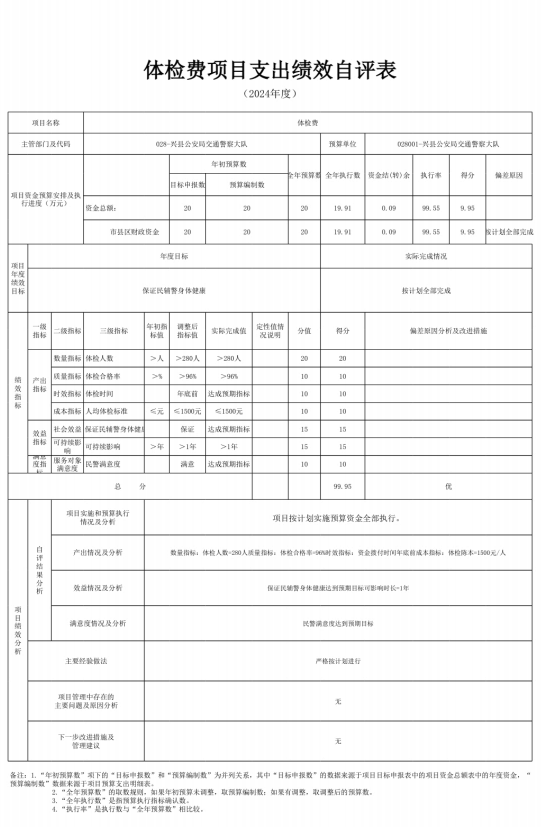 体检费项目支出绩效自评表
（2024年度）
项目名称 体检费
主管部门及代码 028-兴县公安局交通警察大队 预算单位 028001-兴县公安局交通警察大队
项目资金预算安排及执行进度（万元） 年初预算数 全年预算数 全年执行数 资金结(转)余 执行率 得分 偏差原因
目标申报数 预算编制数
资金总额： 20 20 20 19.91 0.09 99.55 9.95
市县区财政资金 20 20 20 19.91 0.09 99.55 9.95 按计划全部完成
项目年度绩效目标 年度目标 实际完成情况
保证民辅警身体健康 按计划全部完成
绩效指标 一级指标 二级指标 三级指标 年初指标值 调整后指标值 实际完成值 定性值情况说明 分值 得分 偏差原因分析及改进措施
产出指标 数量指标 体检人数 ＞人 ＞280人 ＞280人 20 20
质量指标 体检合格率 ＞% ＞96% ＞96% 10 10
时效指标 体检时间 年底前 达成预期指标 10 10
成本指标 人均体检标准 ≤元 ≤1500元 ≤1500元 10 10
效益指标 社会效益 保证民辅警身体健康 保证 达成预期指标 15 15
可持续影响 可持续影响 ＞年 ＞1年 ＞1年 15 15
满意度指标 服务对象满意度 民警满意度 满意 达成预期指标 10 10
总 分 99.95 优
项目绩效分析 自评结果分析 项目实施和预算执行情况及分析 项目按计划实施预算资金全部执行。
产出情况及分析 数量指标：体检人数=280人质量指标：体检合格率=96%时效指标：资金拨付时间年底前成本指标：体检陈本=1500元/人
效益情况及分析 保证民辅警身体健康达到预期目标可影响时长=1年
满意度情况及分析 民警满意度达到预期目标
主要经验做法 严格按计划进行
项目管理中存在的主要问题及原因分析 无
下一步改进措施及管理建议 无
备注：1.“年初预算数”项下的“目标申报数”和“预算编制数”为并列关系，其中“目标申报数”的数据来源于项目目标申报表中的项目资金总额表中的年度资金，“
预算编制数”数据来源于项目预算支出明细表。
2.“全年预算数”的取数规则，如果年初预算未调整，取预算编制数；如果有调整，取调整后的预算数。
3.“全年执行数”是指预算执行指标确认数。
4.“执行率”是执行数与“全年预算数”相比较。